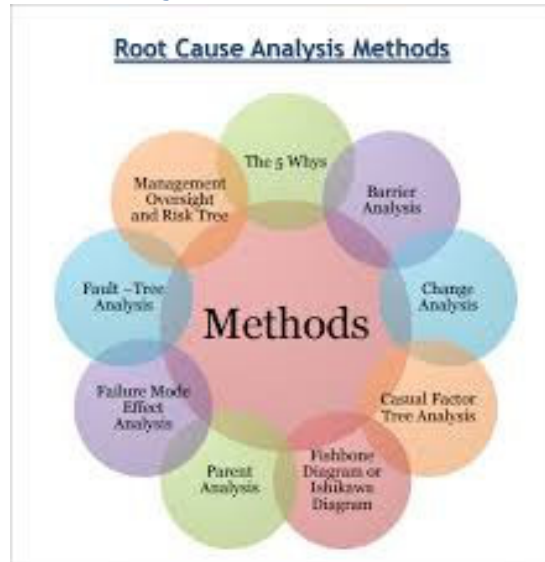 Root Cause Analysis Methods
The 5 Whys
Barrier
Analysis
Change
Analysis
Casual Factor
Tree Analysis
Fishbone
Diagram or
Ishikawa
Diagram
Parent
Analysis
Failure Mode
Effect
Analysis
Fault –Tree
Analysis
Management
Oversight
and Risk Tree
Methods